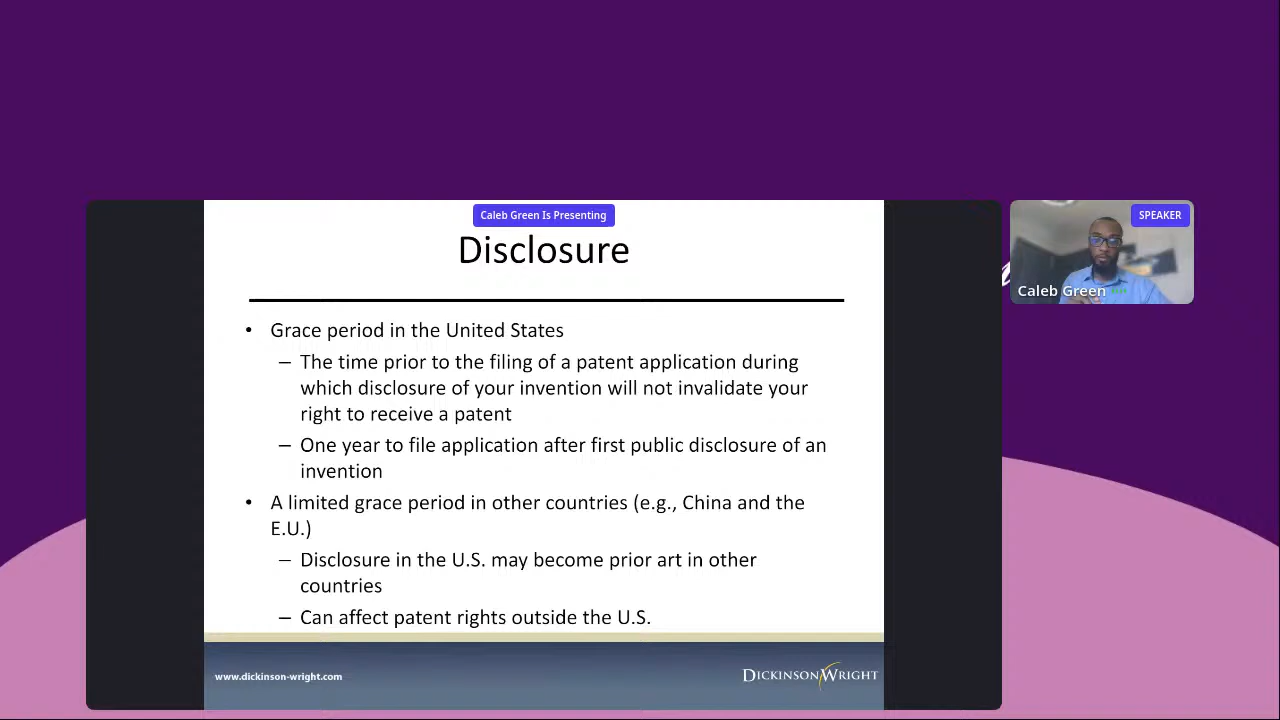 Caleb Green Is Presenting
SPEAKER
Caleb Green
Disclosure
• Grace period in the United States
– The time prior to the filing of a patent application during
which disclosure of your invention will not invalidate your
right to receive a patent
– One year to file application after first public disclosure of an
invention
• A limited grace period in other countries (e.g., China and the
E.U.)
– Disclosure in the U.S. may become prior art in other
countries
– Can affect patent rights outside the U.S.
www.dickinson-wright.com
DICKINSON WRIGHT